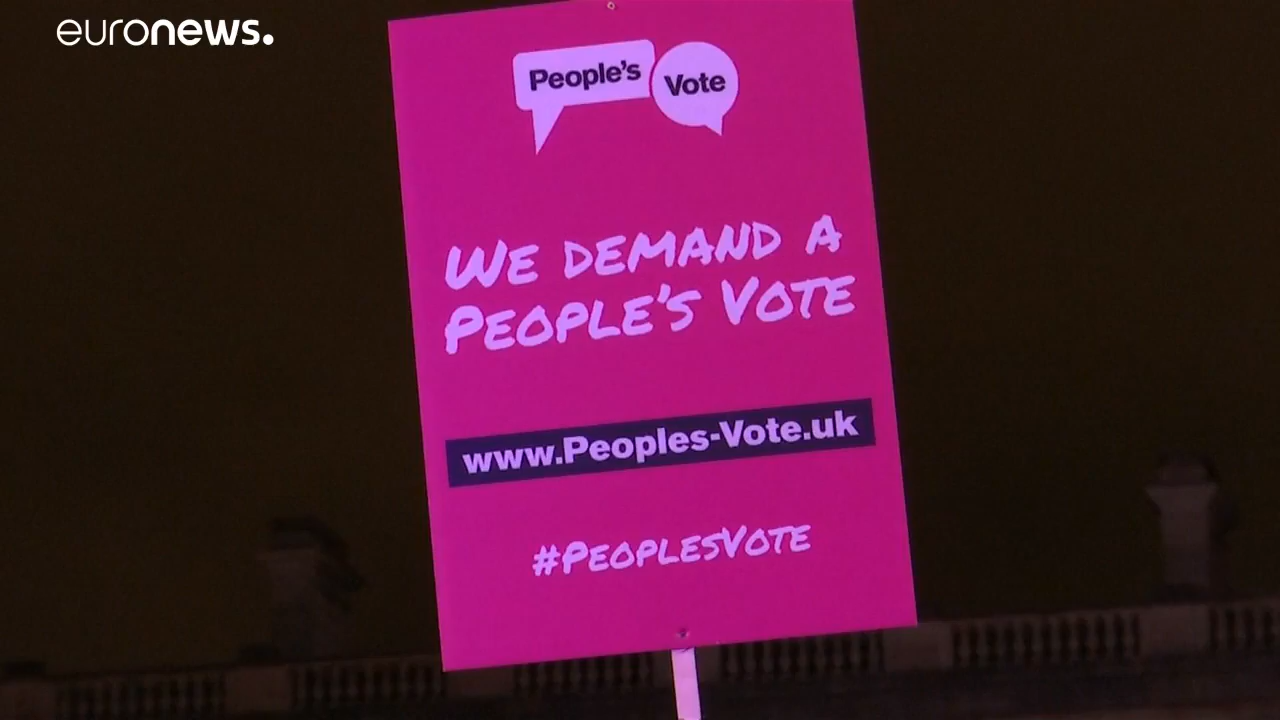 euronews.
People's Vote
WE DEMAND A
PEOPLE'S VOTE
www.Peoples-Vote.uk
#PEOPLESVOTE